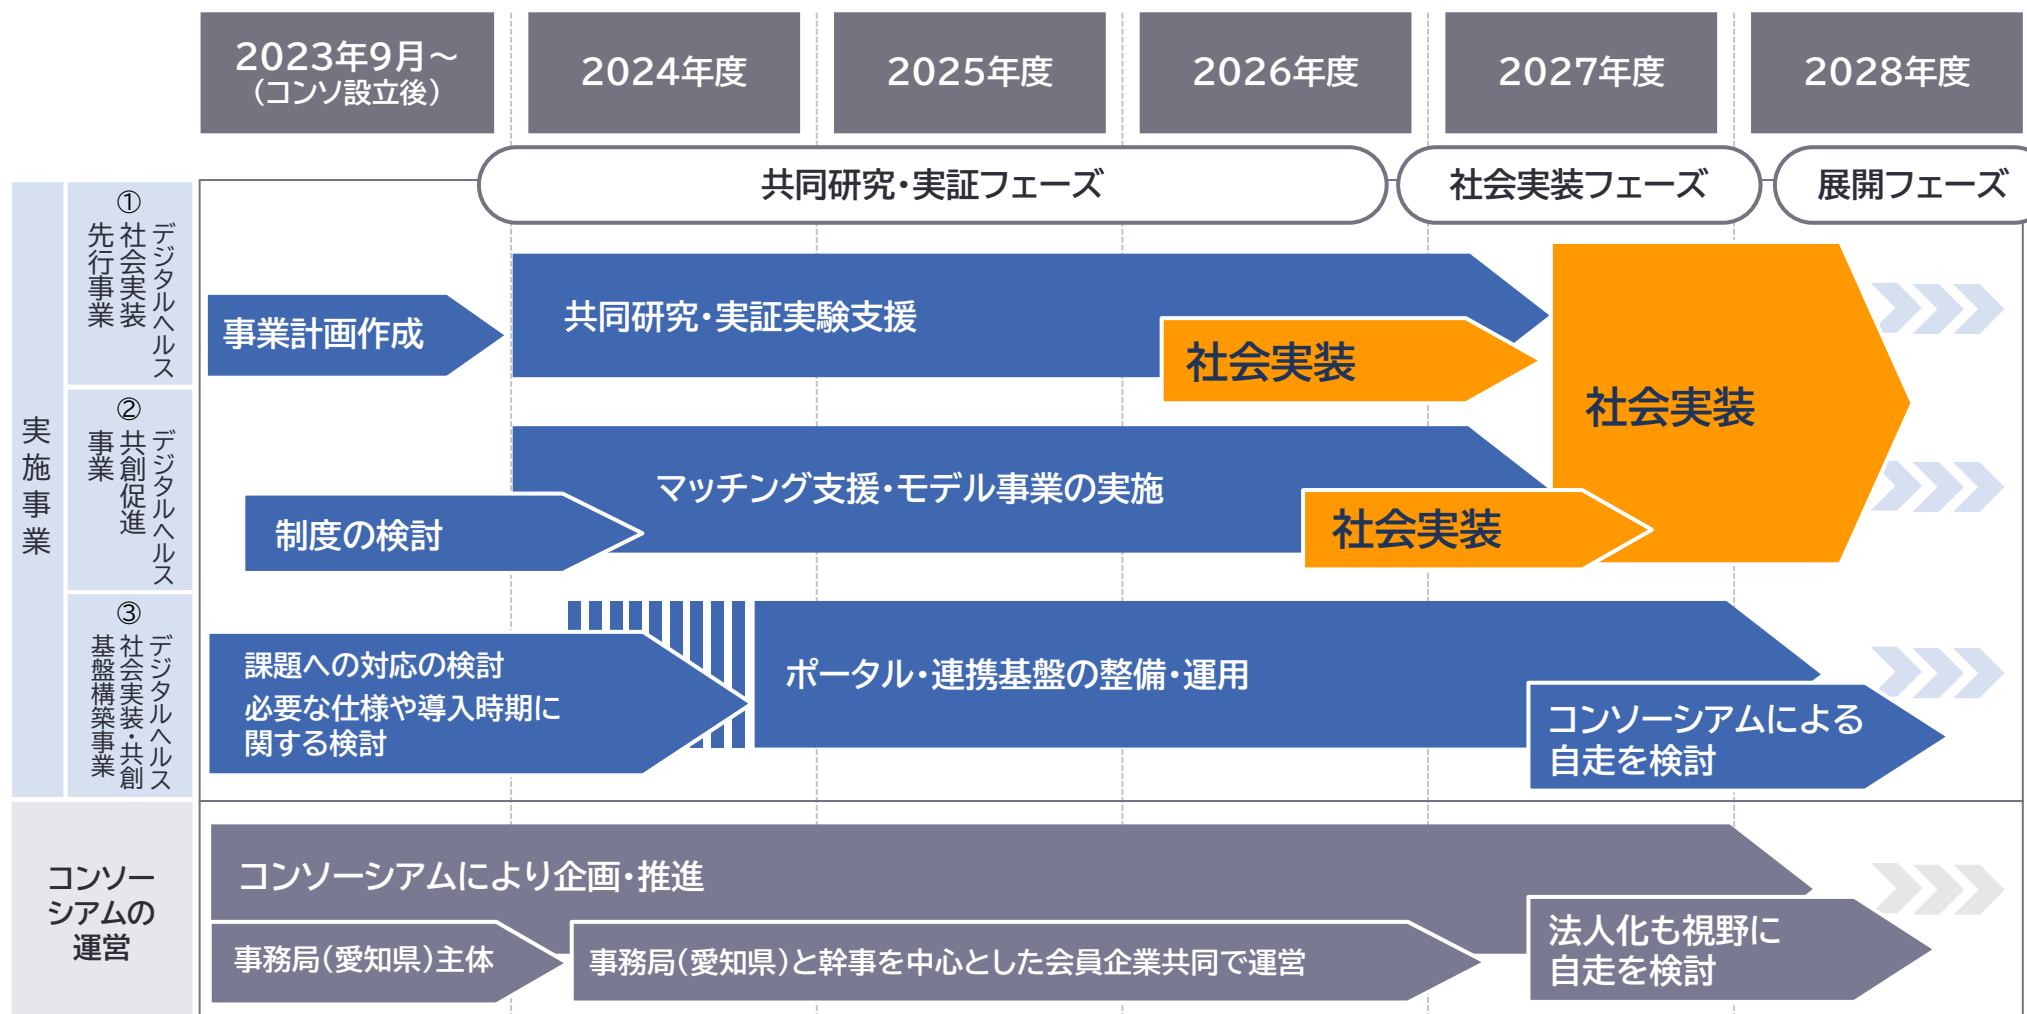 2023年9月～
（コンソ設立後）
2024年度
2025年度
2026年度
2027年度
2028年度
共同研究・実証フェーズ
社会実装フェーズ
展開フェーズ
実施事業
①
デジタルヘルス
社会実装
先行事業
事業計画作成
共同研究・実証実験支援
社会実装
社会実装
②
デジタルヘルス
共創促進
事業
制度の検討
マッチング支援・モデル事業の実施
社会実装
③
デジタルヘルス
社会実装・共創
基盤構築事業
課題への対応の検討
必要な仕様や導入時期に
関する検討
ポータル・連携基盤の整備・運用
コンソーシアムによる
自走を検討
コンソー
シアムの
運営
コンソーシアムにより企画・推進
事務局（愛知県）主体
事務局（愛知県）と幹事を中心とした会員企業共同で運営
法人化も視野に
自走を検討